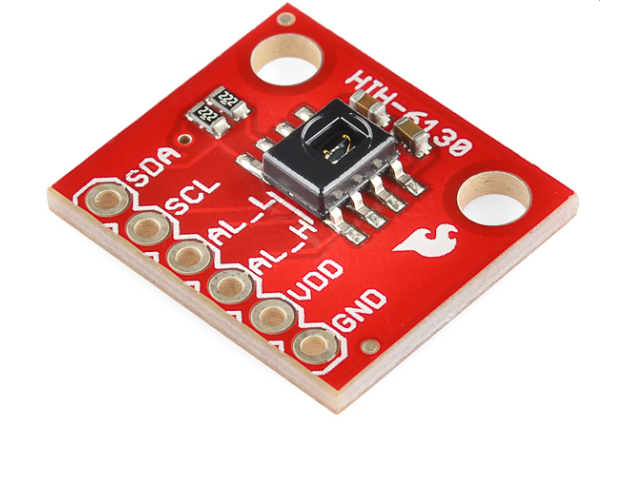 HIH-6130
222
222
SDA
SCL
AL_L
AL_H
VDD
GND